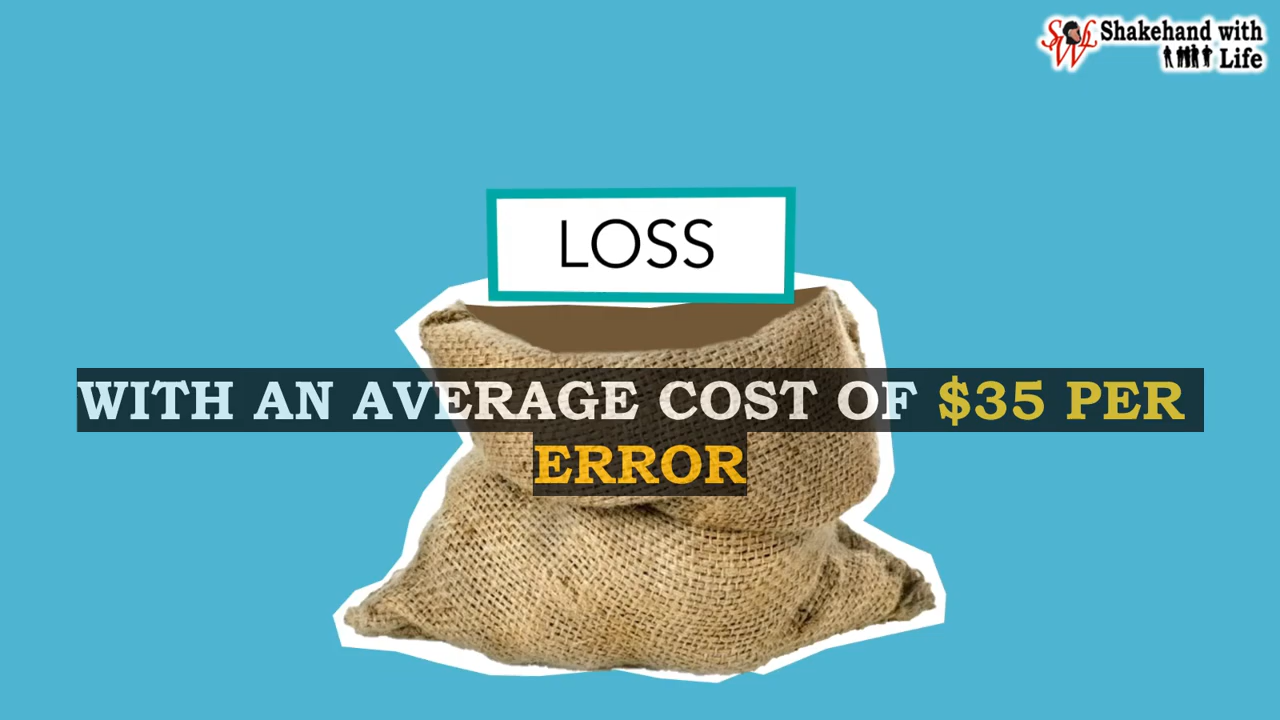 SWL Shakehand with
Life
LOSS
WITH AN AVERAGE COST OF $35 PER
ERROR